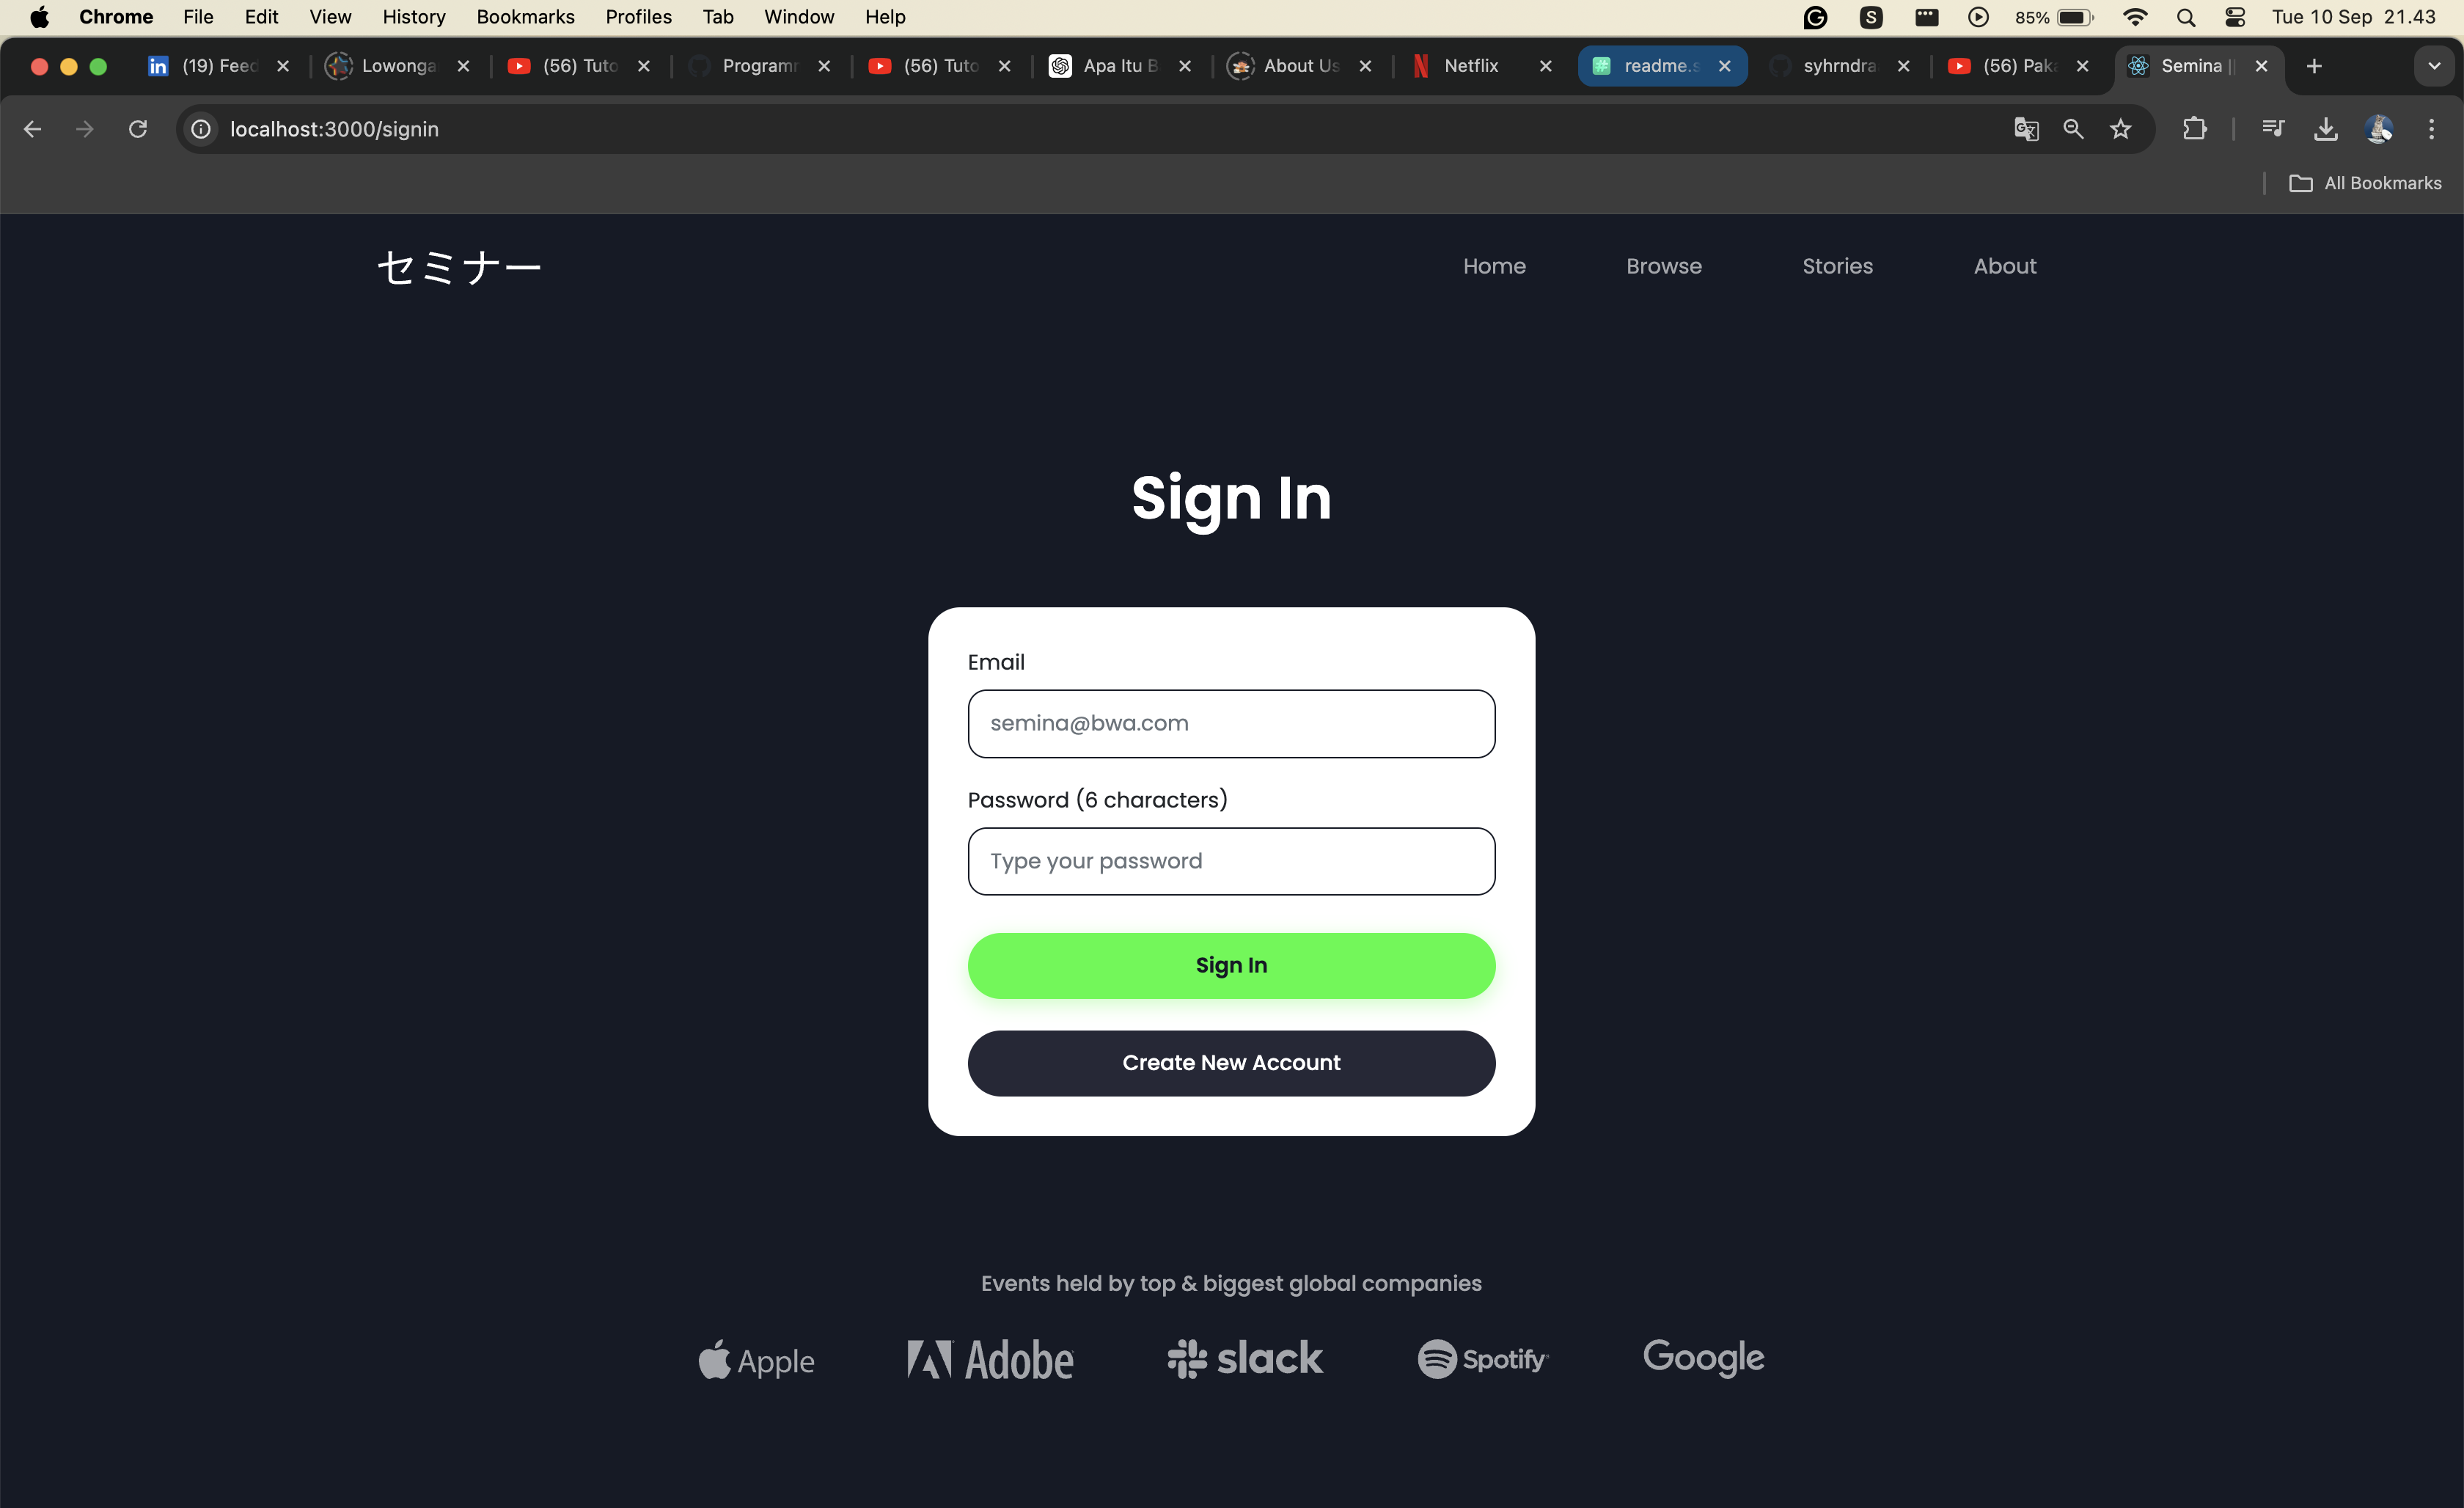 Chrome File Edit View History Bookmarks Profiles Tab Window Help 85% Tue 10 Sep 21.43
(19) Feed Lowonga (56) Tuto Programm (56) Tuto Apa Itu B About Us Netflix readme.s syhrndra (56) Paka Semina ||
localhost:3000/signin
All Bookmarks
セミナー Home Browse Stories About
Sign In
Email
semina@bwa.com
Password (6 characters)
Type your password
Sign In
Create New Account
Events held by top & biggest global companies
Apple Adobe slack Spotify Google